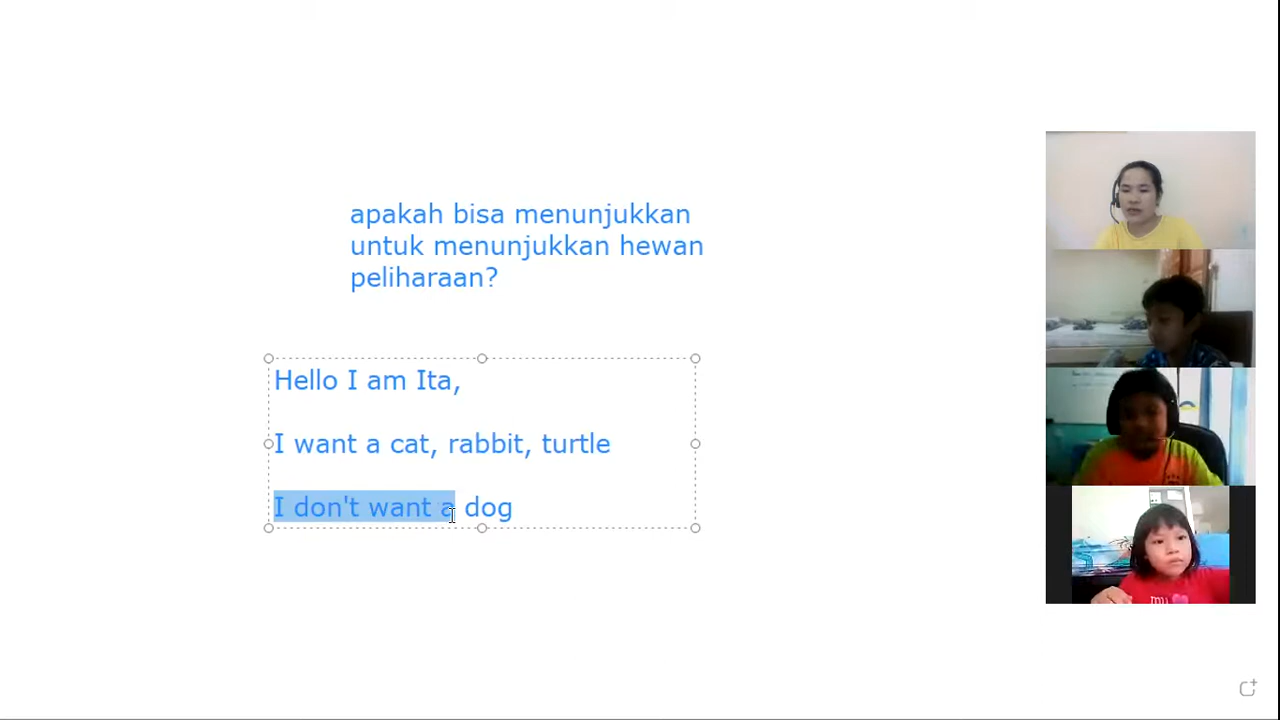 apakah bisa menunjukkan
untuk menunjukkan hewan
peliharaan?
Hello I am Ita,
I want a cat, rabbit, turtle
I don't want a dog